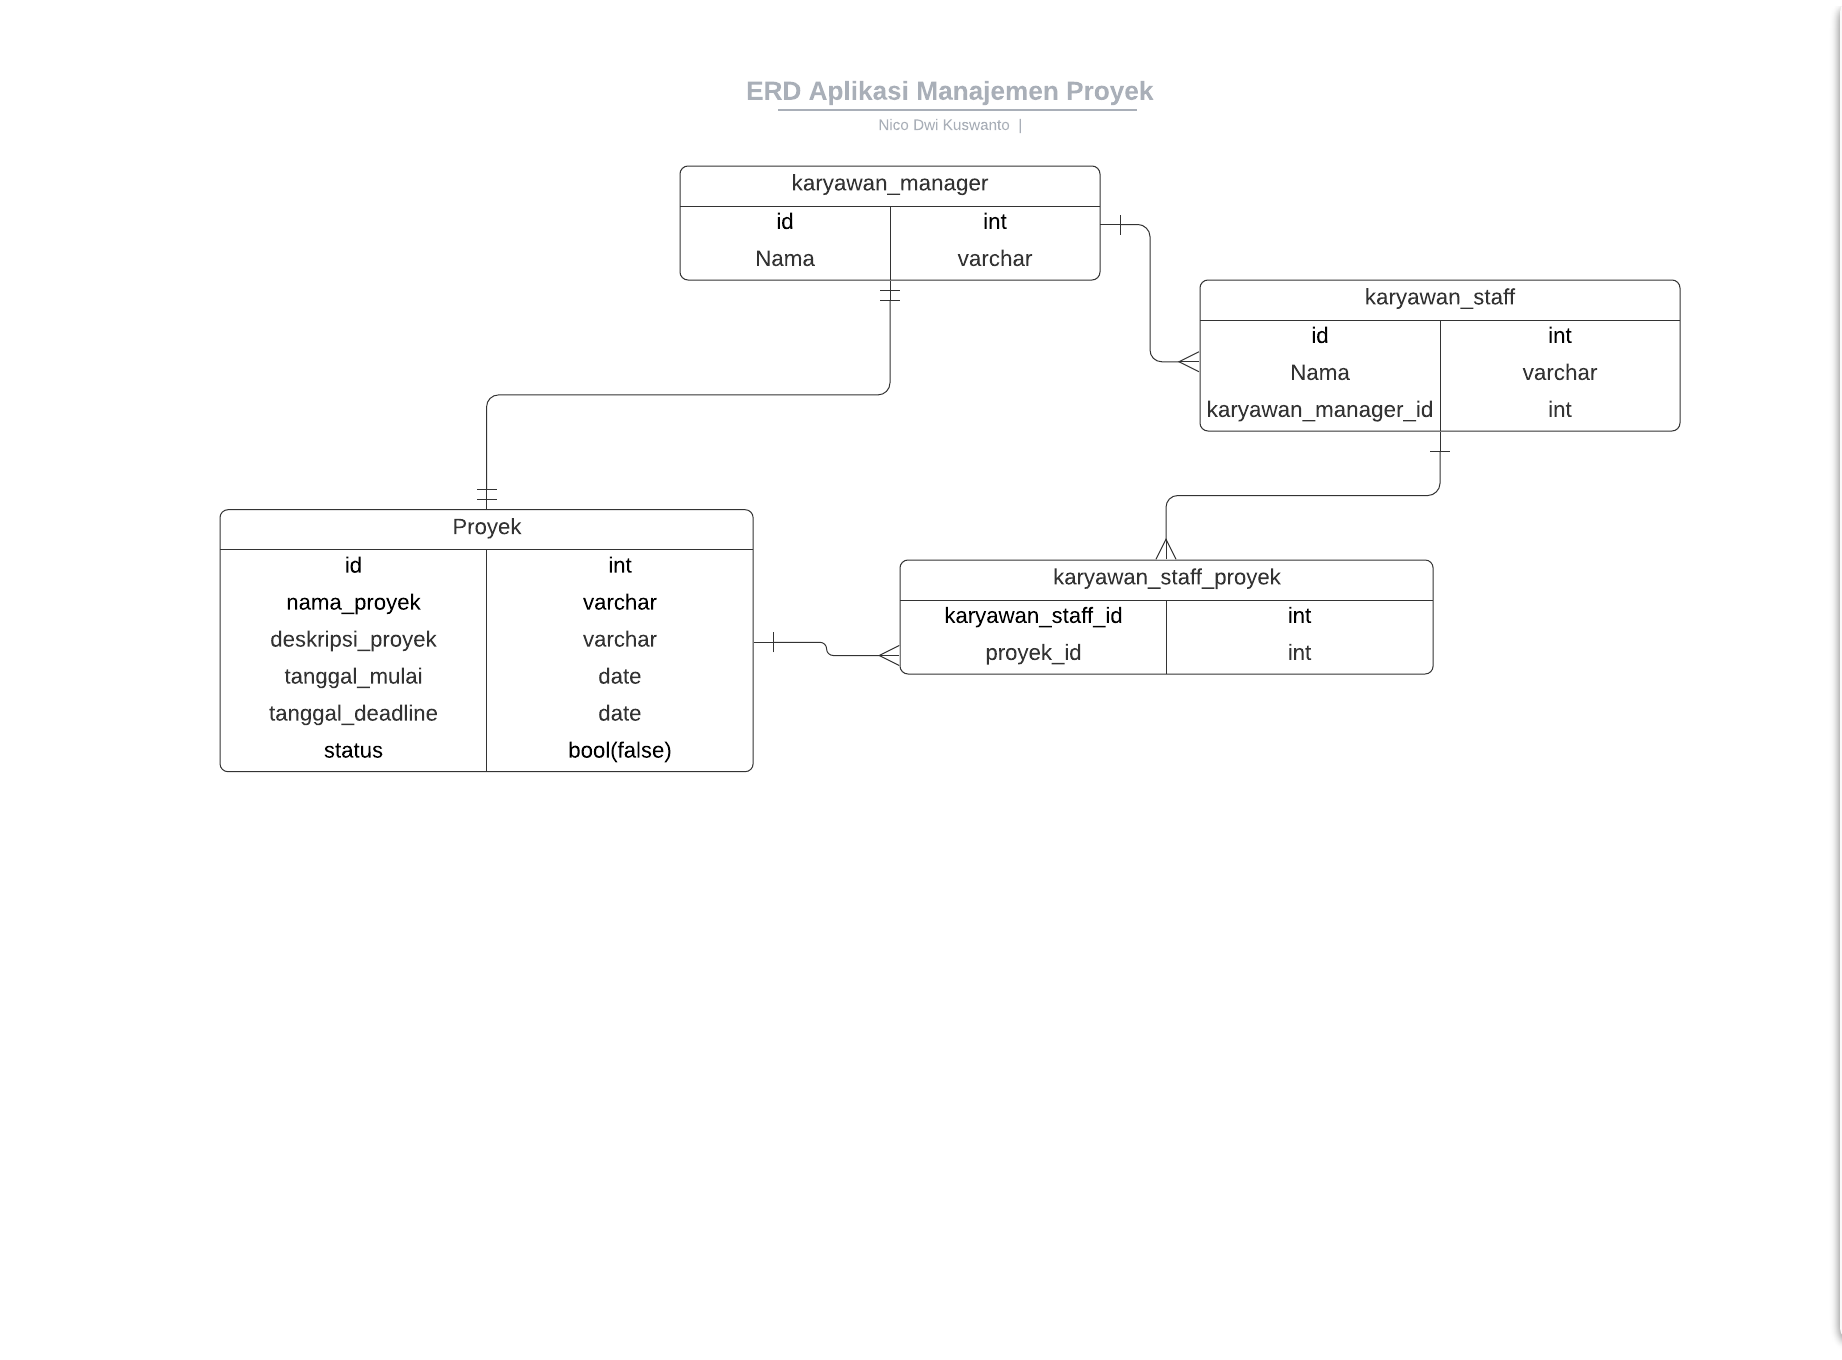 ERD Aplikasi Manajemen Proyek
Nico Dwi Kuswanto |
karyawan_manager
id int
Nama varchar
karyawan_staff
id int
Nama varchar
karyawan_manager_id int
Proyek
id int
nama_proyek varchar
deskripsi_proyek varchar
tanggal_mulai date
tanggal_deadline date
status bool(false)
karyawan_staff_proyek
karyawan_staff_id int
proyek_id int